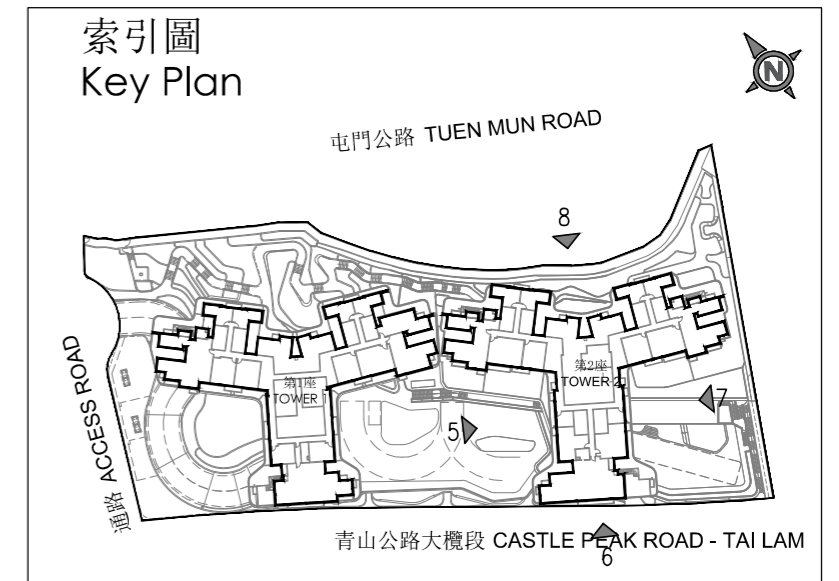 索引圖
Key Plan
N
屯門公路 TUEN MUN ROAD
8
通路 ACCESS ROAD
第1座
TOWER 1
第2座
TOWER 2
7
5
青山公路大欖段 CASTLE PEAK ROAD - TAI LAM
6